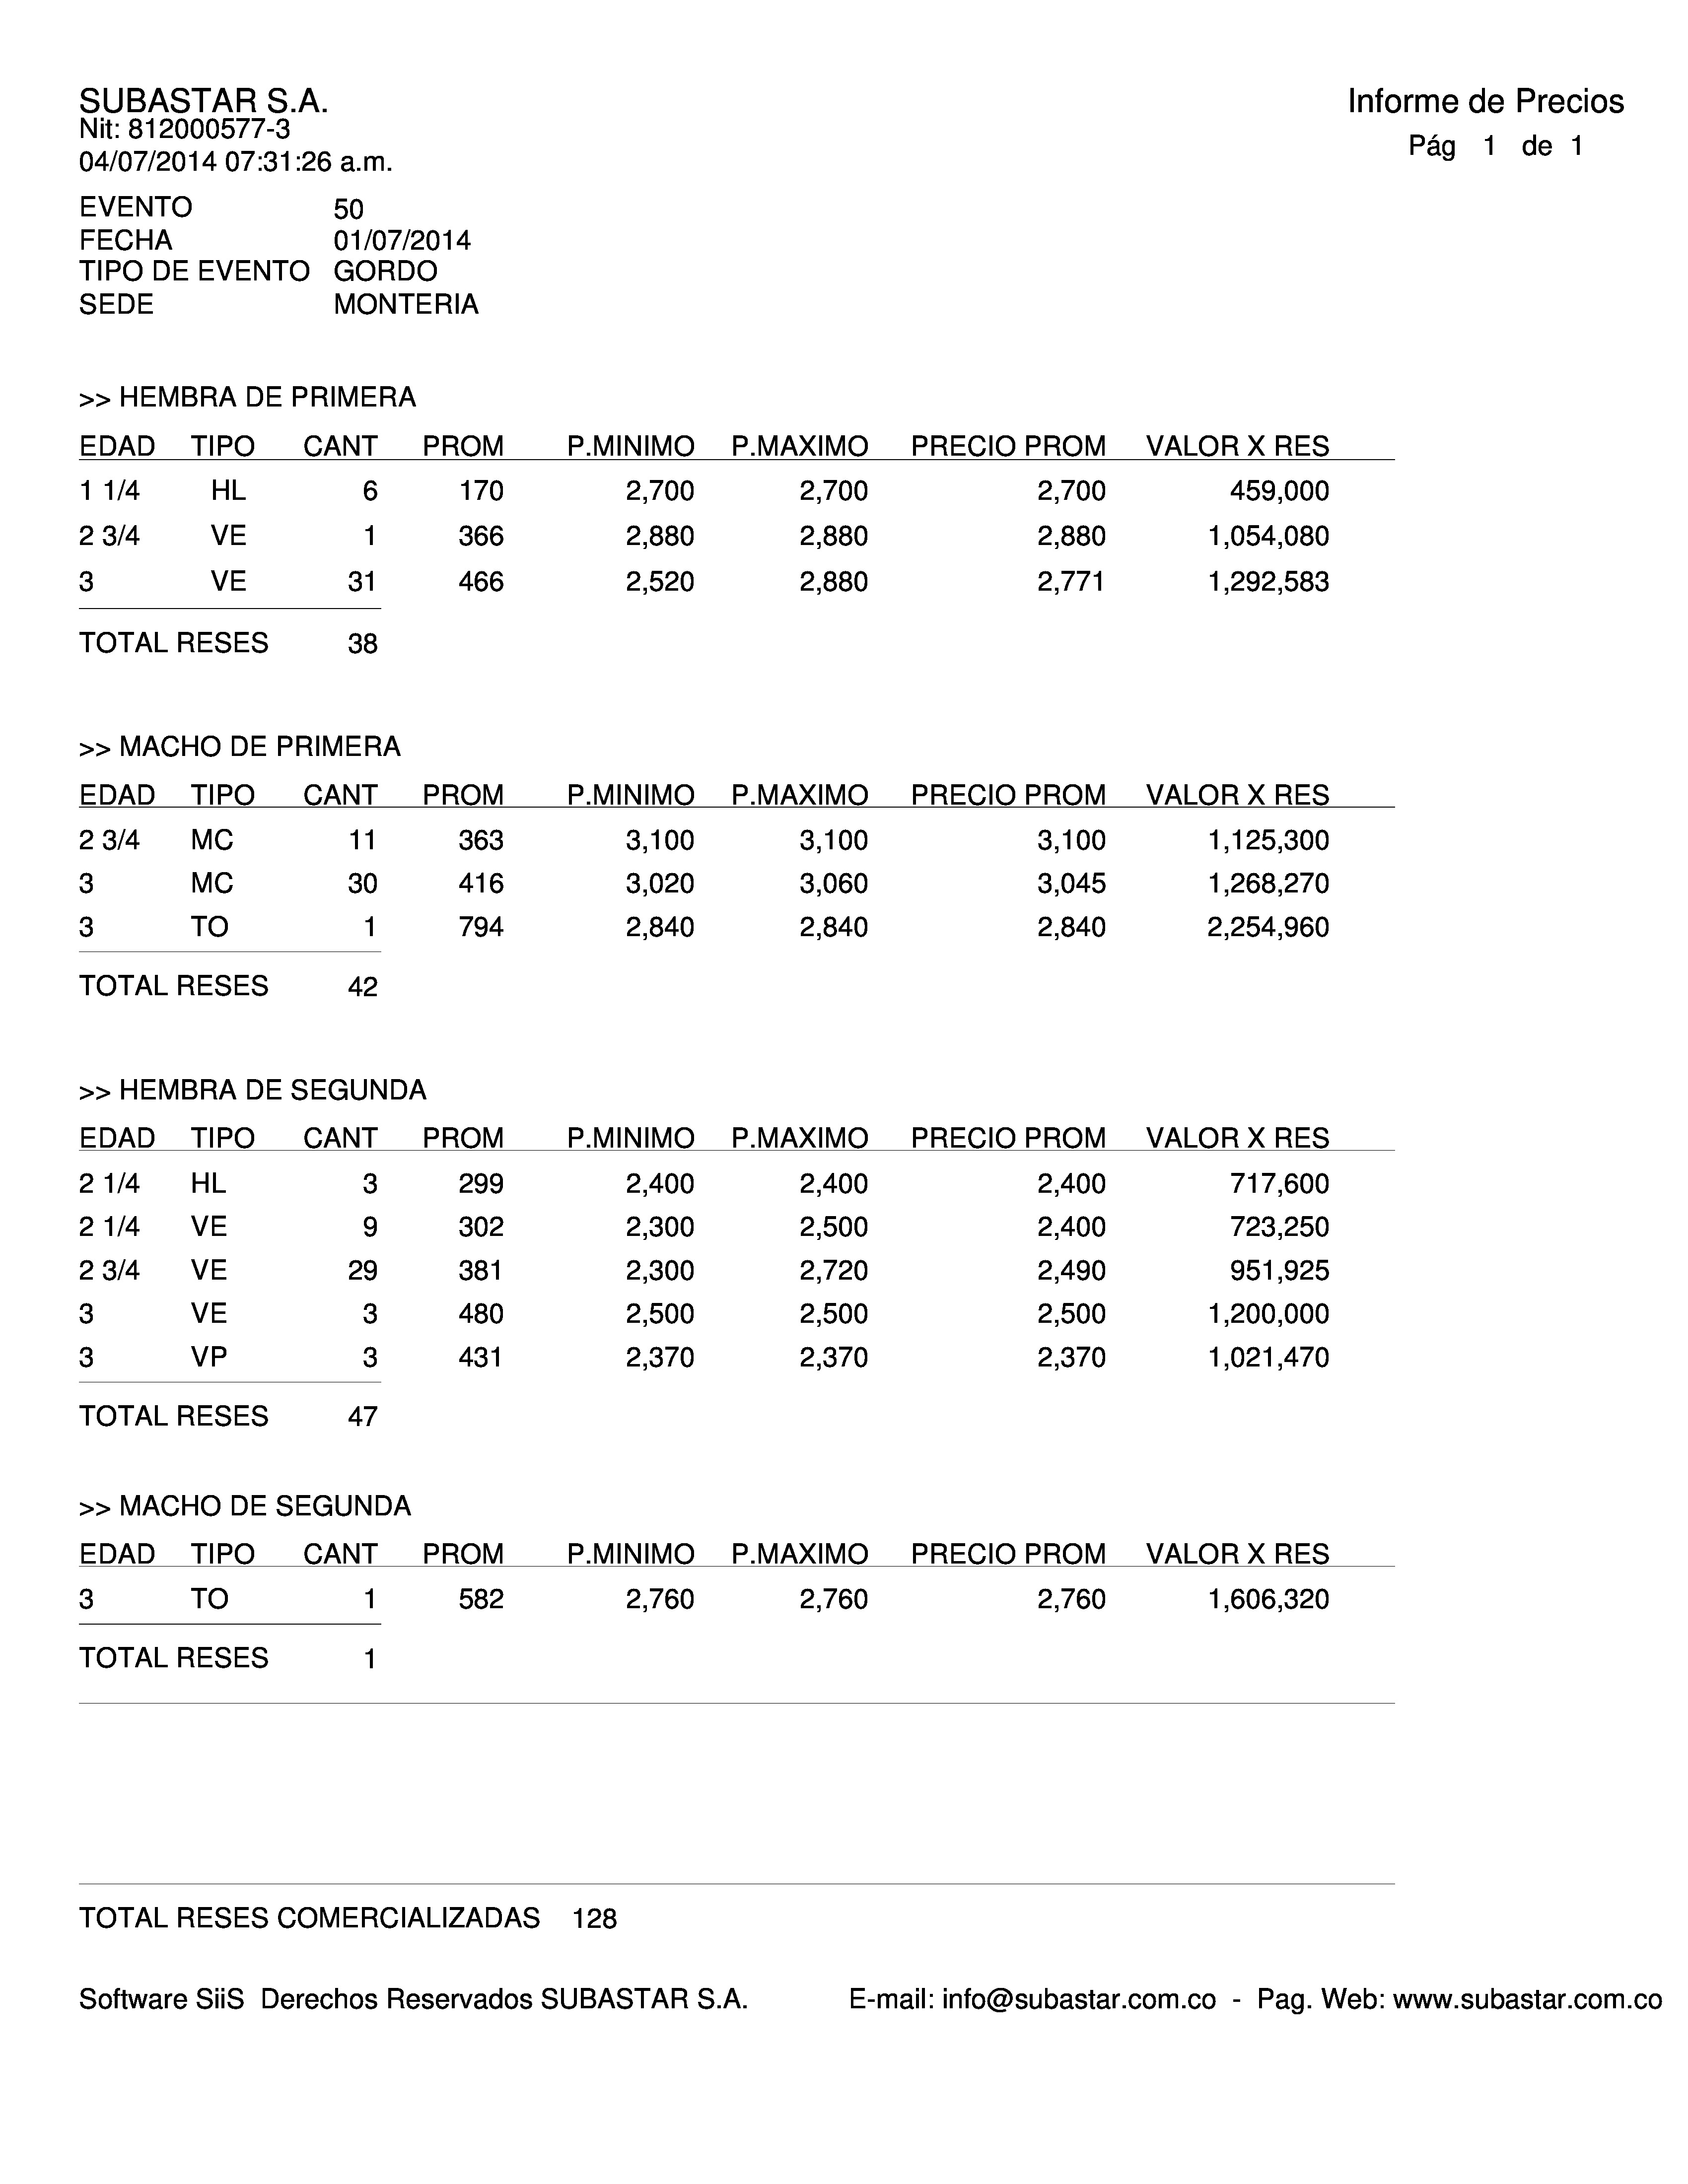 SUBASTAR S.A.
Informe de Precios
Nit: 812000577-3
Pág 1 de 1
04/07/2014 07:31:26 a.m.
EVENTO 50
FECHA 01/07/2014
TIPO DE EVENTO GORDO
SEDE MONTERIA
>> HEMBRA DE PRIMERA
EDAD TIPO CANT PROM P.MINIMO P.MAXIMO PRECIO PROM VALOR X RES
1 1/4 HL 6 170 2,700 2,700 2,700 459,000
2 3/4 VE 1 366 2,880 2,880 2,880 1,054,080
3 VE 31 466 2,520 2,880 2,771 1,292,583
TOTAL RESES 38
>> MACHO DE PRIMERA
EDAD TIPO CANT PROM P.MINIMO P.MAXIMO PRECIO PROM VALOR X RES
2 3/4 MC 11 363 3,100 3,100 3,100 1,125,300
3 MC 30 416 3,020 3,060 3,045 1,268,270
3 TO 1 794 2,840 2,840 2,840 2,254,960
TOTAL RESES 42
>> HEMBRA DE SEGUNDA
EDAD TIPO CANT PROM P.MINIMO P.MAXIMO PRECIO PROM VALOR X RES
2 1/4 HL 3 299 2,400 2,400 2,400 717,600
2 1/4 VE 9 302 2,300 2,500 2,400 723,250
2 3/4 VE 29 381 2,300 2,720 2,490 951,925
3 VE 3 480 2,500 2,500 2,500 1,200,000
3 VP 3 431 2,370 2,370 2,370 1,021,470
TOTAL RESES 47
>> MACHO DE SEGUNDA
EDAD TIPO CANT PROM P.MINIMO P.MAXIMO PRECIO PROM VALOR X RES
3 TO 1 582 2,760 2,760 2,760 1,606,320
TOTAL RESES 1
TOTAL RESES COMERCIALIZADAS 128
Software SiiS Derechos Reservados SUBASTAR S.A. E-mail: info@subastar.com.co - Pag. Web: www.subastar.com.co